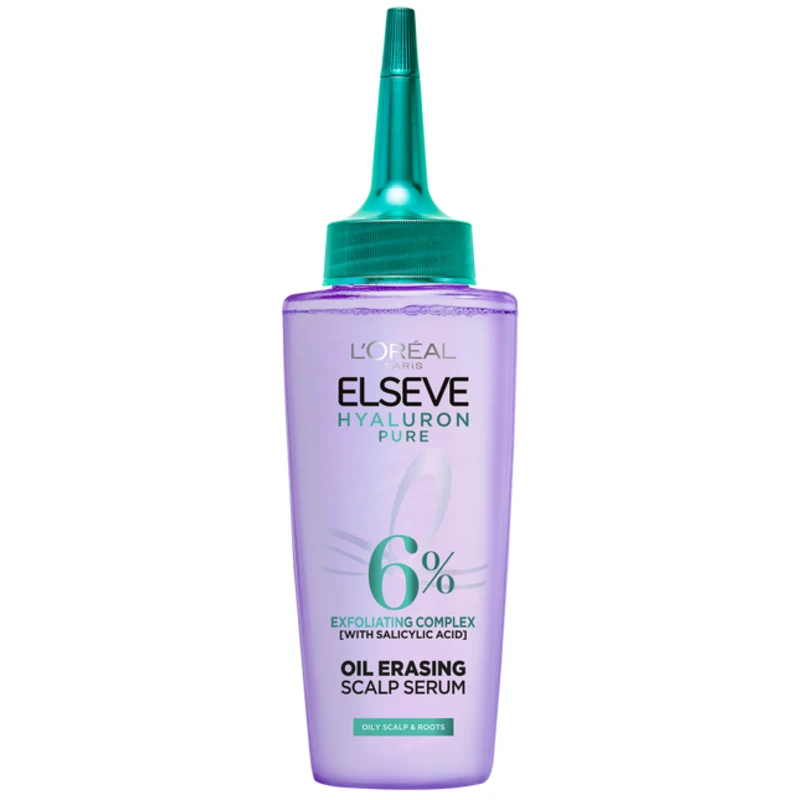 L'ORÉAL
PARIS
ELSEVE
HYALURON
PURE
6%
EXFOLIATING COMPLEX
[WITH SALICYLIC ACID]
OIL ERASING
SCALP SERUM
OILY SCALP & ROOTS